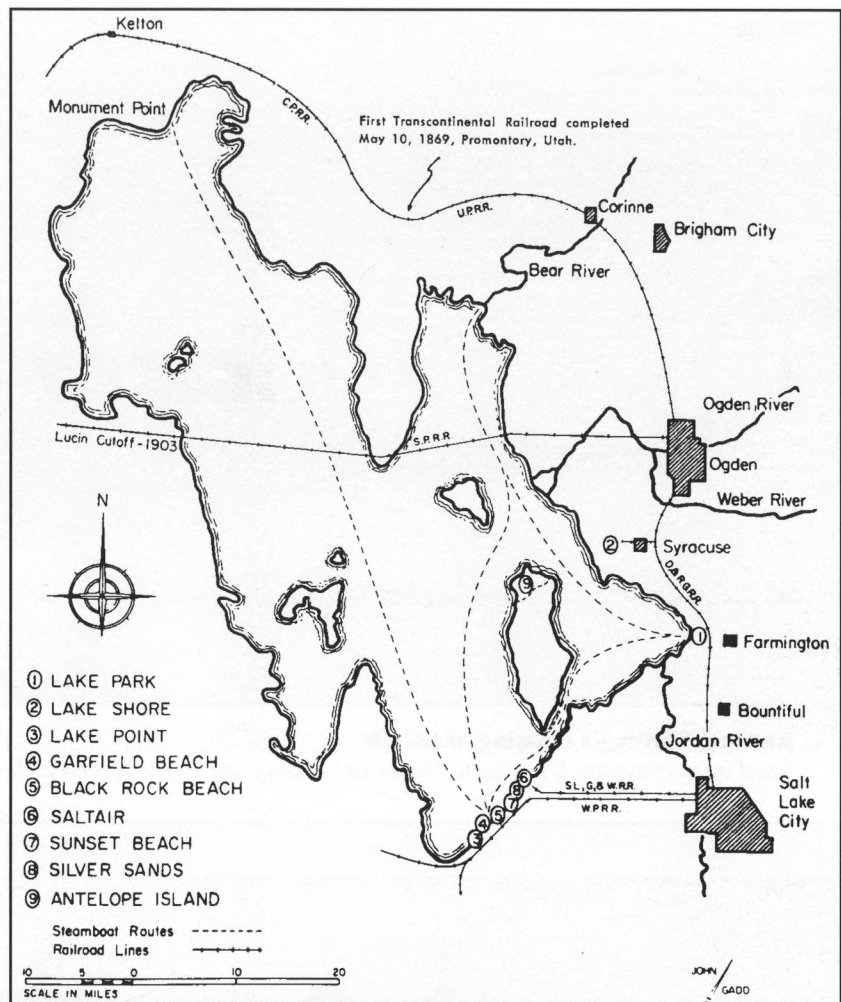 Kelton
Monument Point
C.P.R.R.
First Transcontinental Railroad completed
May 10, 1869, Promontory, Utah.
U.P.R.R.
Corinne
Brigham City
Bear River
Ogden River
Lucin Cutoff-1903
S.P.R.R.
Ogden
Weber River
N
② Syracuse
D.&R.G.R.R.
⑨
① Farmington
Bountiful
Jordan River
⑥
⑧
⑦
⑤
④
③
S.L.,G.& W.RR.
W.P.R.R.
Salt
Lake
City
① LAKE PARK
② LAKE SHORE
③ LAKE POINT
④ GARFIELD BEACH
⑤ BLACK ROCK BEACH
⑥ SALTAIR
⑦ SUNSET BEACH
⑧ SILVER SANDS
⑨ ANTELOPE ISLAND
Steamboat Routes
Railroad Lines
10 5 0 10 20
SCALE IN MILES
JOHN
GADD